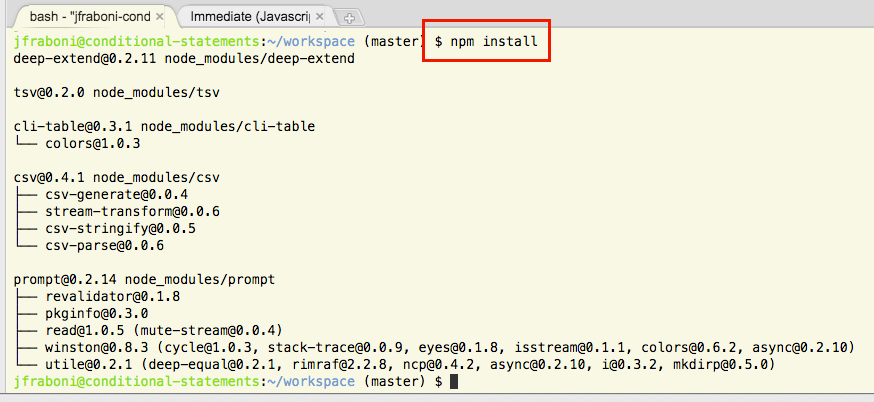 bash - "jfraboni-cond × Immediate (Javascrip ×
jfraboni@conditional-statements:~/workspace (master) $ npm install
deep-extend@0.2.11 node_modules/deep-extend
tsv@0.2.0 node_modules/tsv
cli-table@0.3.1 node_modules/cli-table
└── colors@1.0.3
csv@0.4.1 node_modules/csv
├── csv-generate@0.0.4
├── stream-transform@0.0.6
├── csv-stringify@0.0.5
└── csv-parse@0.0.6
prompt@0.2.14 node_modules/prompt
├── revalidator@0.1.8
├── pkginfo@0.3.0
├── read@1.0.5 (mute-stream@0.0.4)
├── winston@0.8.3 (cycle@1.0.3, stack-trace@0.0.9, eyes@0.1.8, isstream@0.1.1, colors@0.6.2, async@0.2.10)
└── utile@0.2.1 (deep-equal@0.2.1, rimraf@2.2.8, ncp@0.4.2, async@0.2.10, i@0.3.2, mkdirp@0.5.0)
jfraboni@conditional-statements:~/workspace (master) $